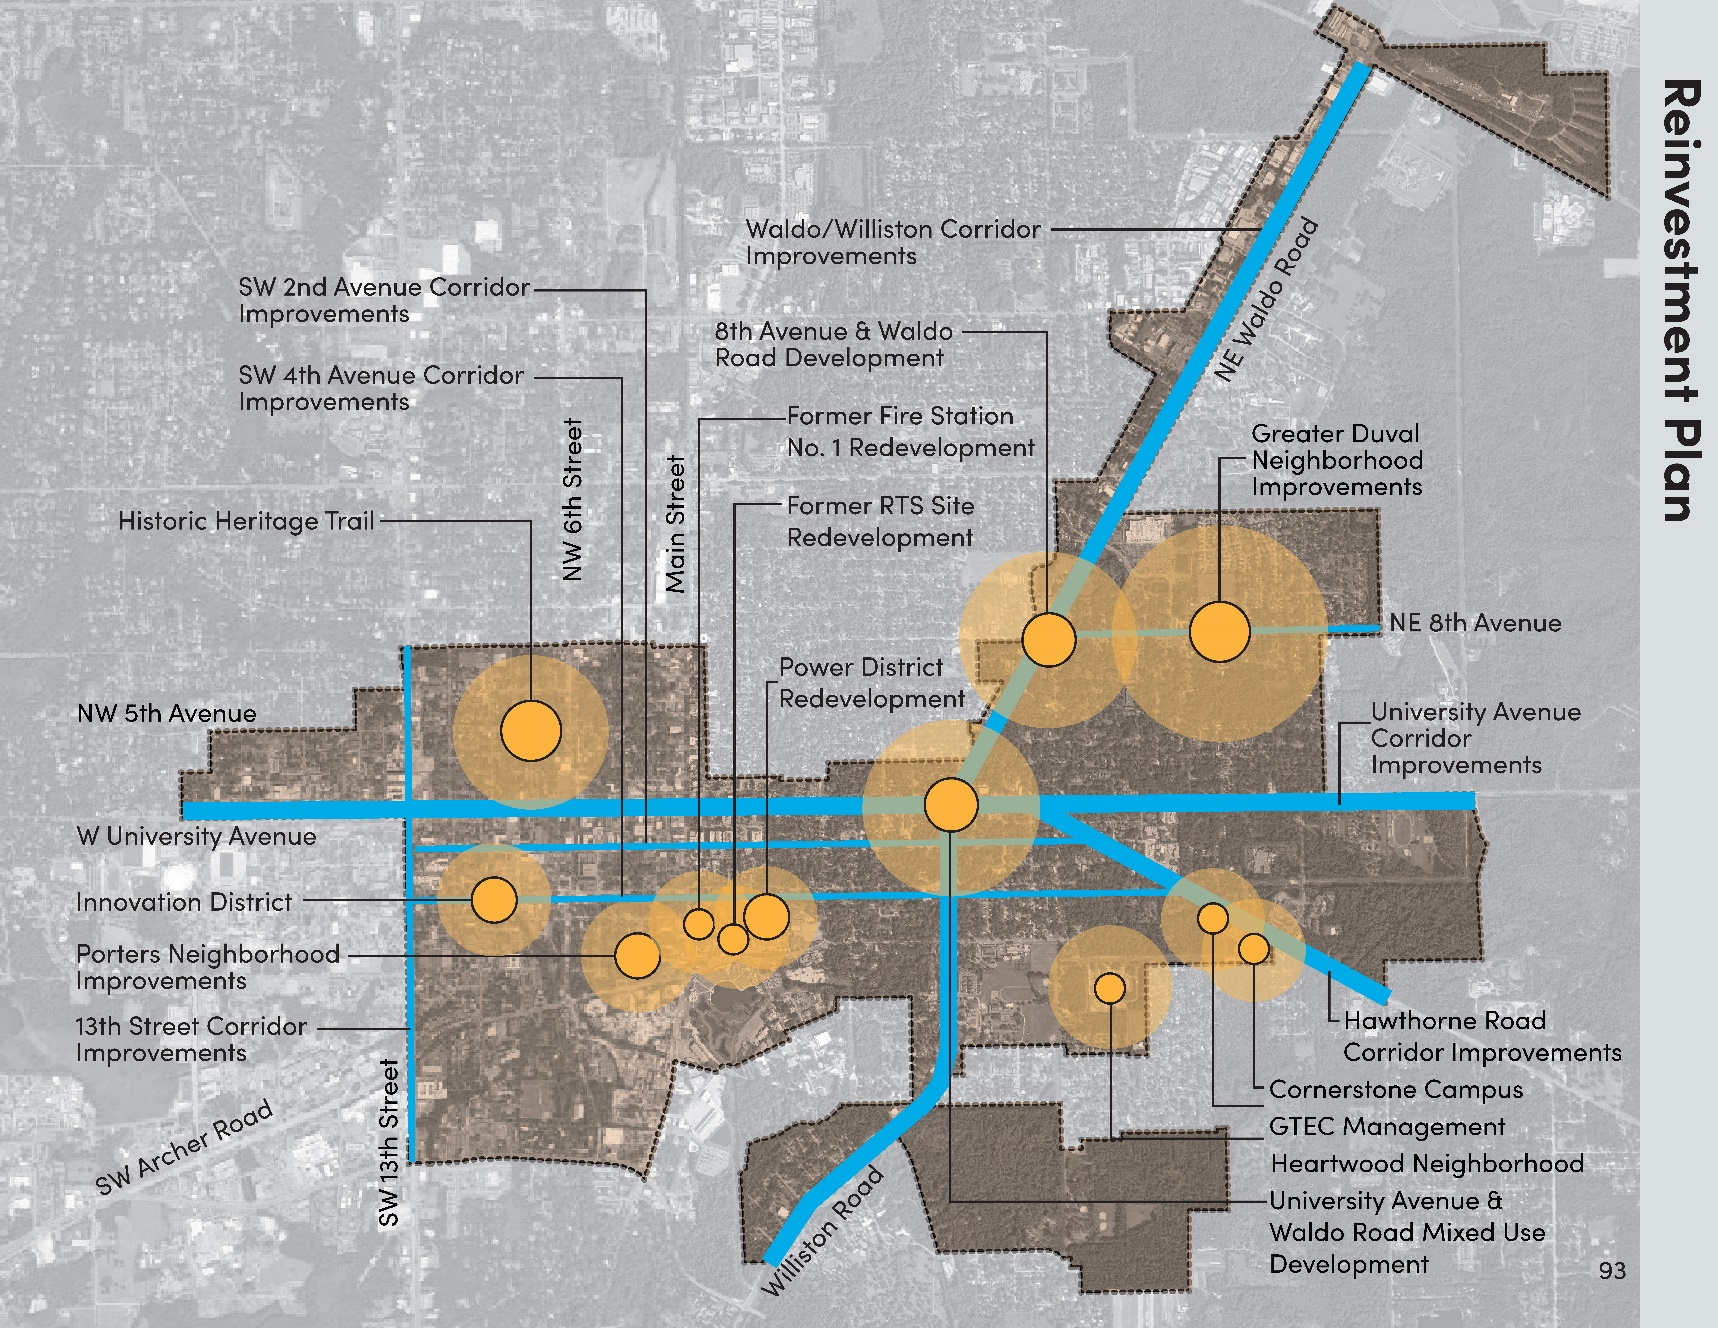 Reinvestment Plan
Waldo/Williston Corridor
Improvements
SW 2nd Avenue Corridor
Improvements
8th Avenue & Waldo
Road Development
SW 4th Avenue Corridor
Improvements
NE Waldo Road
Former Fire Station
No. 1 Redevelopment
Greater Duval
Neighborhood
Improvements
NW 6th Street
Main Street
Historic Heritage Trail
Former RTS Site
Redevelopment
NE 8th Avenue
Power District
Redevelopment
NW 5th Avenue
University Avenue
Corridor
Improvements
W University Avenue
Innovation District
Porters Neighborhood
Improvements
13th Street Corridor
Improvements
SW 13th Street
SW Archer Road
Williston Road
Hawthorne Road
Corridor Improvements
Cornerstone Campus
GTEC Management
Heartwood Neighborhood
University Avenue &
Waldo Road Mixed Use
Development
93